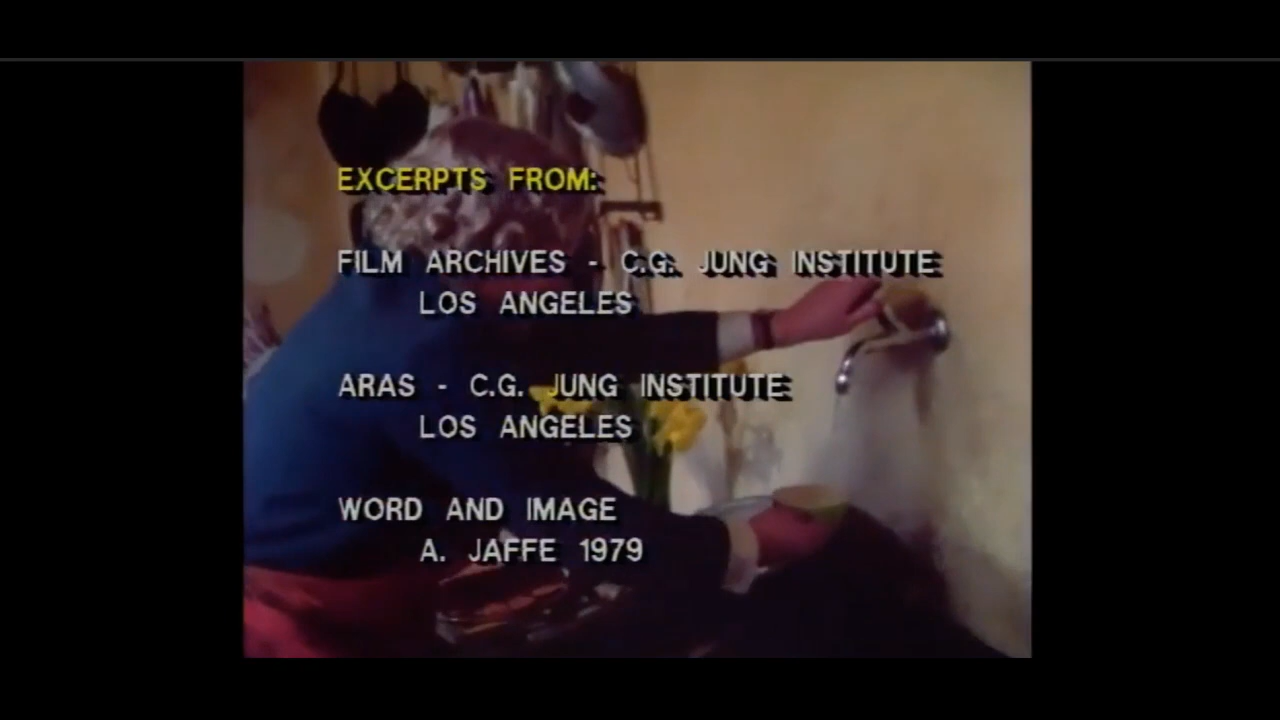 EXCERPTS FROM:
FILM ARCHIVES - C.G. JUNG INSTITUTE
LOS ANGELES
ARAS - C.G. JUNG INSTITUTE
LOS ANGELES
WORD AND IMAGE
A. JAFFE 1979